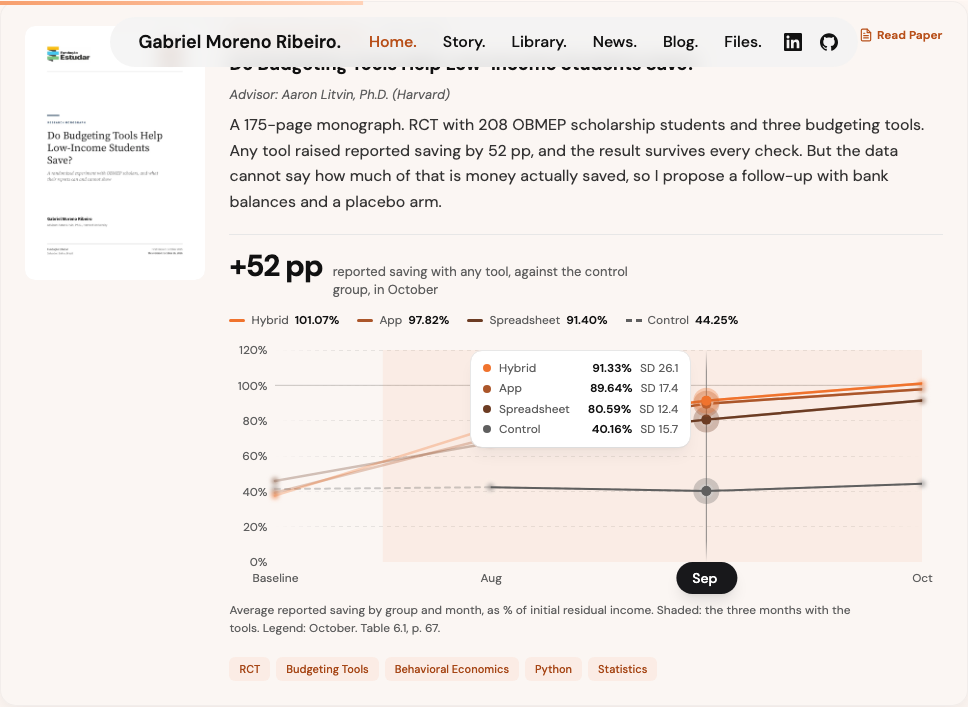 Gabriel Moreno Ribeiro.
Home.
Story.
Library.
News.
Blog.
Files.
Read Paper
Estudar
Do Budgeting Tools Help
Low-Income Students
Save?
Gabriel Moreno Ribeiro
Do Budgeting Tools Help Low-Income Students Save?
Advisor: Aaron Litvin, Ph.D. (Harvard)
A 175-page monograph. RCT with 208 OBMEP scholarship students and three budgeting tools.
Any tool raised reported saving by 52 pp, and the result survives every check. But the data
cannot say how much of that is money actually saved, so I propose a follow-up with bank
balances and a placebo arm.
+52 pp
reported saving with any tool, against the control
group, in October
Hybrid 101.07%
App 97.82%
Spreadsheet 91.40%
Control 44.25%
120%
100%
80%
60%
40%
20%
0%
Hybrid 91.33% SD 26.1
App 89.64% SD 17.4
Spreadsheet 80.59% SD 12.4
Control 40.16% SD 15.7
Baseline
Aug
Sep
Oct
Average reported saving by group and month, as % of initial residual income. Shaded: the three months with the
tools. Legend: October. Table 6.1, p. 67.
RCT
Budgeting Tools
Behavioral Economics
Python
Statistics